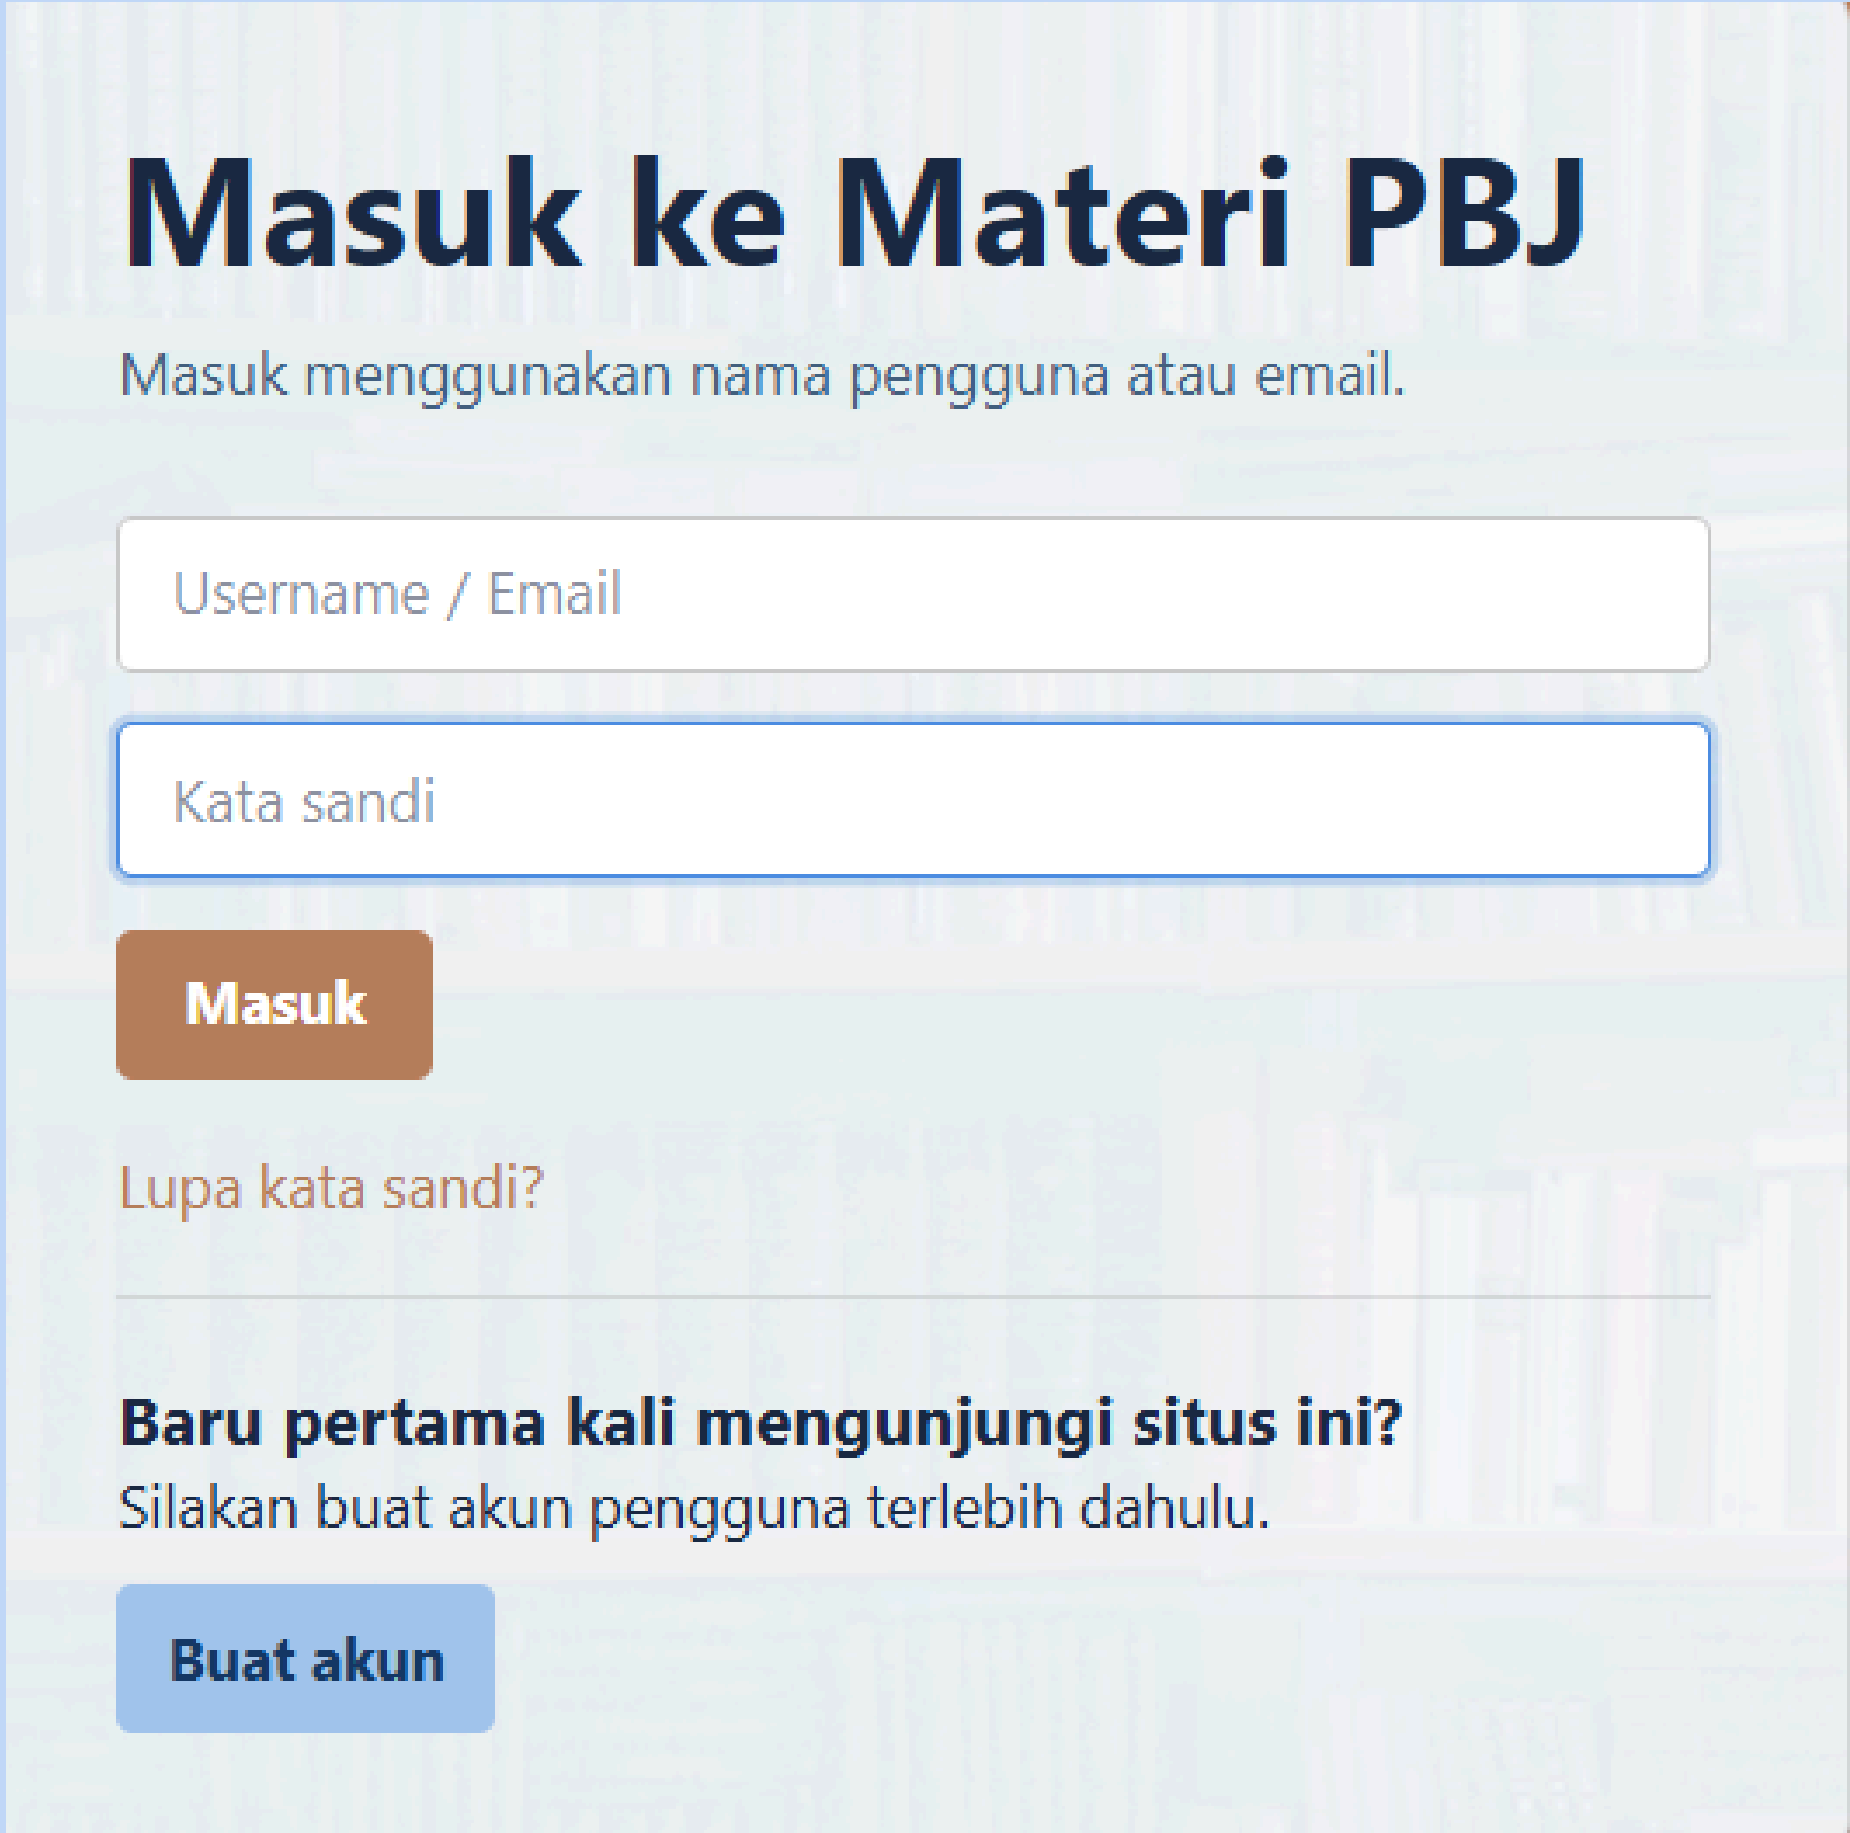 Masuk ke Materi PBJ
Masuk menggunakan nama pengguna atau email.
Username / Email
Kata sandi
Masuk
Lupa kata sandi?
Baru pertama kali mengunjungi situs ini?
Silakan buat akun pengguna terlebih dahulu.
Buat akun